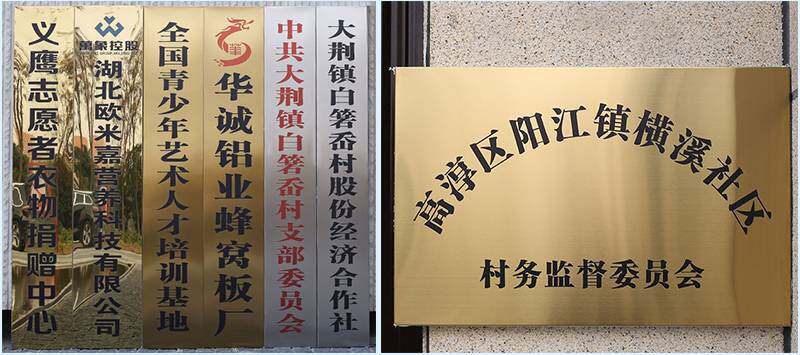 义鹰志愿者衣物捐赠中心
萬象控股
湖北欧米嘉营养科技有限公司
全国青少年艺术人才培训基地
華
华诚铝业蜂窝板厂
中共大荆镇白箬岙村支部委员会
大荆镇白箬岙村股份经济合作社
高淳区阳江镇横溪社区
村务监督委员会